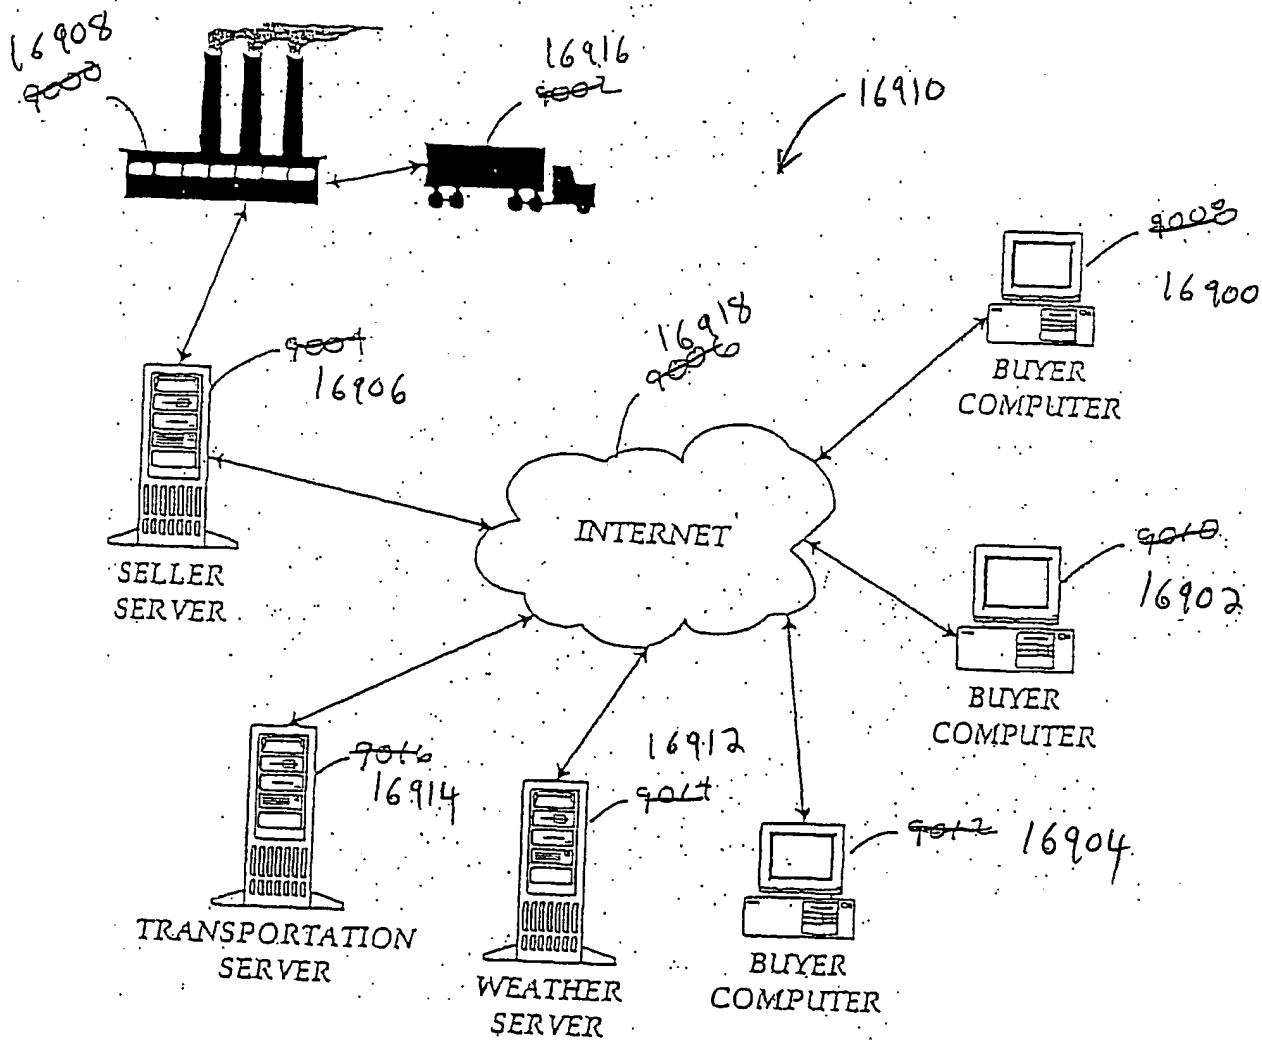 16908
9000
16916
9002
16910
9008
16900
16918
9006
9004
16906
BUYER
COMPUTER
INTERNET
9010
16902
SELLER
SERVER
BUYER
COMPUTER
9016
16914
16912
9014
9012 16904
TRANSPORTATION
SERVER
WEATHER
SERVER
BUYER
COMPUTER